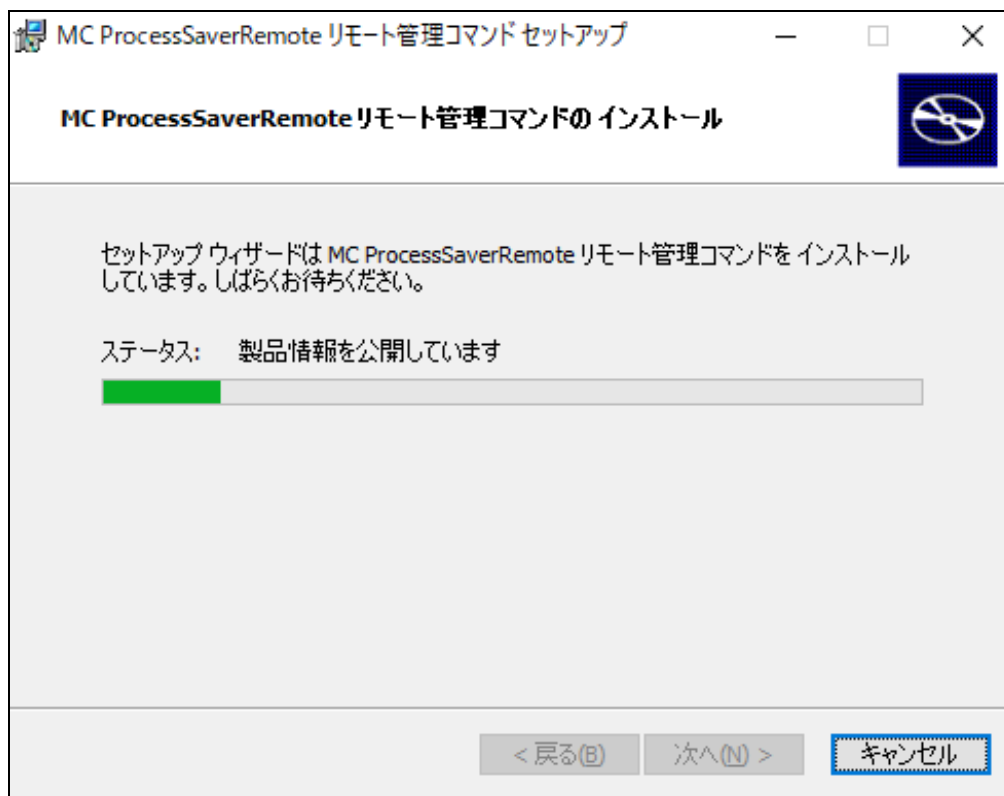 MC ProcessSaverRemote リモート管理コマンド セットアップ
MC ProcessSaverRemote リモート管理コマンドの インストール
セットアップ ウィザードは MC ProcessSaverRemote リモート管理コマンドを インストール
しています。しばらくお待ちください。
ステータス: 製品情報を公開しています
< 戻る(B) 次へ(N) > キャンセル